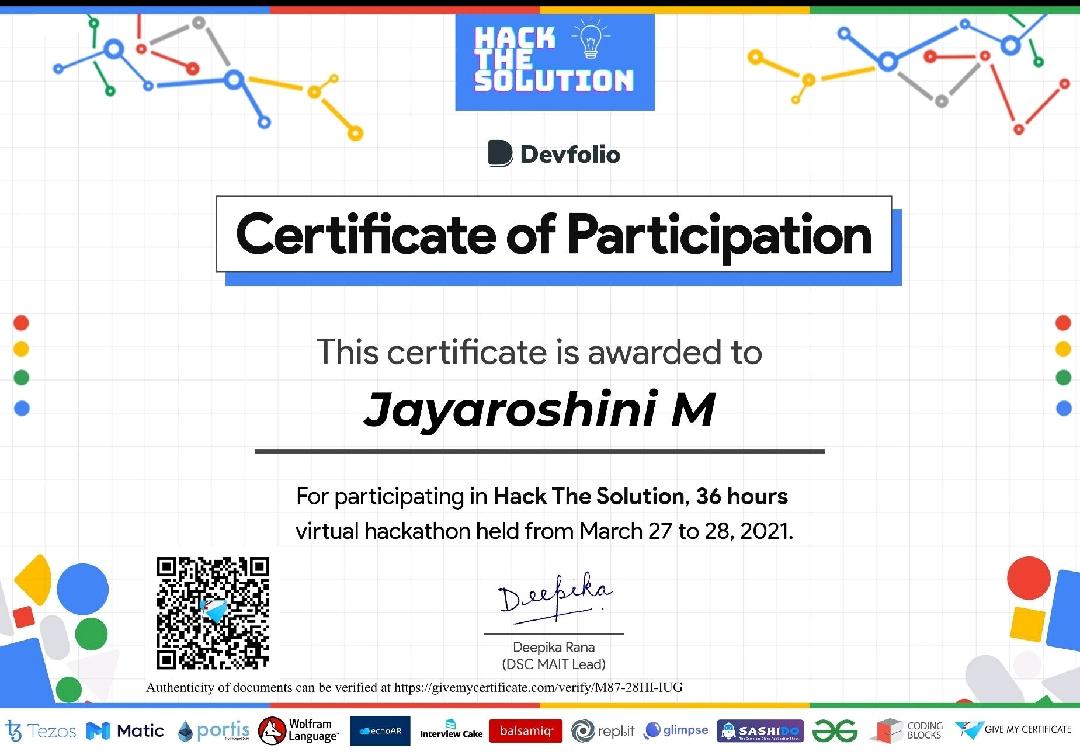 HACK
THE
SOLUTION
Devfolio
Certificate of Participation
This certificate is awarded to
Jayaroshini M
For participating in Hack The Solution, 36 hours
virtual hackathon held from March 27 to 28, 2021.
Deepika
Deepika Rana
(DSC MAIT Lead)
Authenticity of documents can be verified at https://givemycertificate.com/verify/M87-28HI-IUG
Tezos Matic portis Wolfram Language echoAR Interview Cake balsamiq repl.it glimpse SASHIDO CODING BLOCKS GIVE MY CERTIFICATE